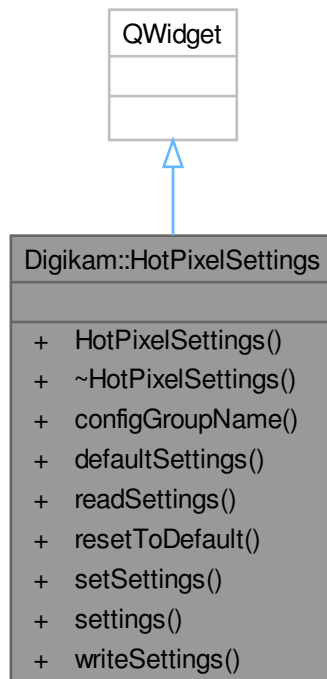 QWidget
Digikam::HotPixelSettings
+ HotPixelSettings()
+ ~HotPixelSettings()
+ configGroupName()
+ defaultSettings()
+ readSettings()
+ resetToDefault()
+ setSettings()
+ settings()
+ writeSettings()